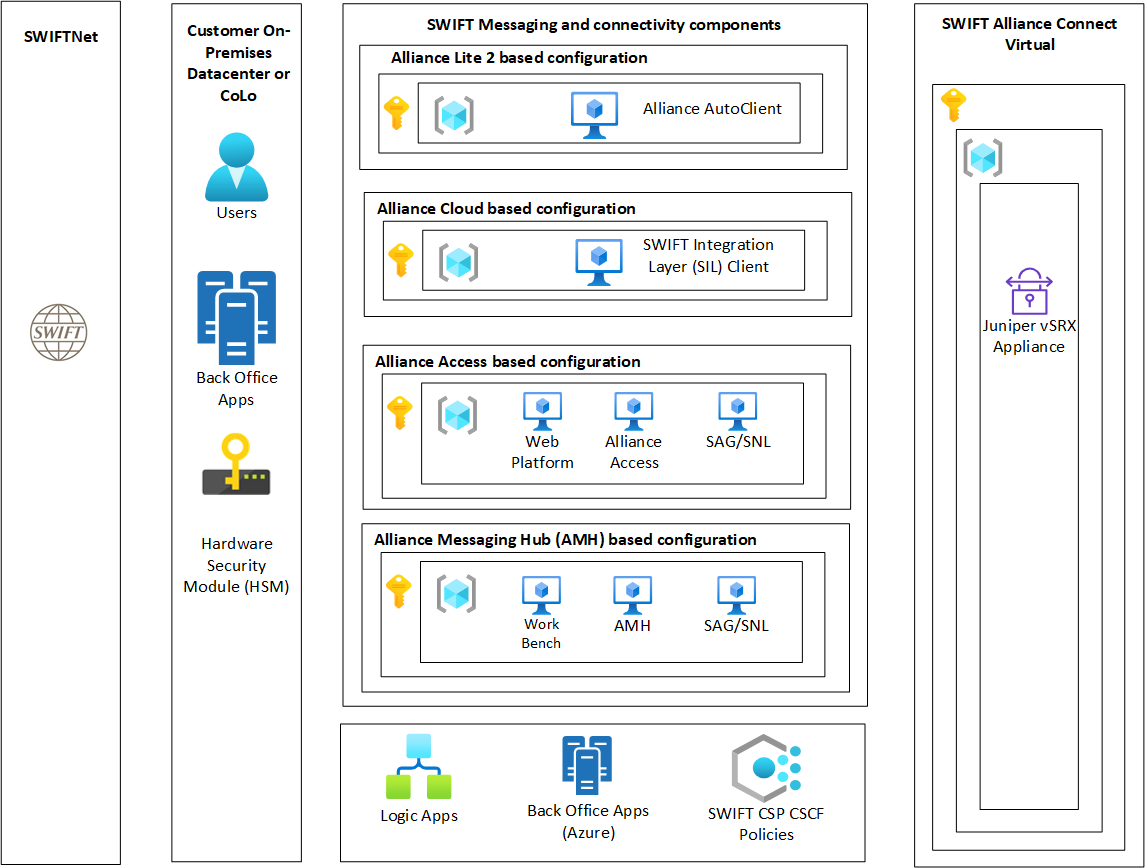 SWIFTNet
SWIFT
Customer On-
Premises
Datacenter or
CoLo
Users
Back Office
Apps
Hardware
Security
Module (HSM)
SWIFT Messaging and connectivity components
Alliance Lite 2 based configuration
Alliance AutoClient
Alliance Cloud based configuration
SWIFT Integration
Layer (SIL) Client
Alliance Access based configuration
Web
Platform
Alliance
Access
SAG/SNL
Alliance Messaging Hub (AMH) based configuration
Work
Bench
AMH
SAG/SNL
Logic Apps
Back Office Apps
(Azure)
SWIFT CSP CSCF
Policies
SWIFT Alliance Connect
Virtual
Juniper vSRX
Appliance